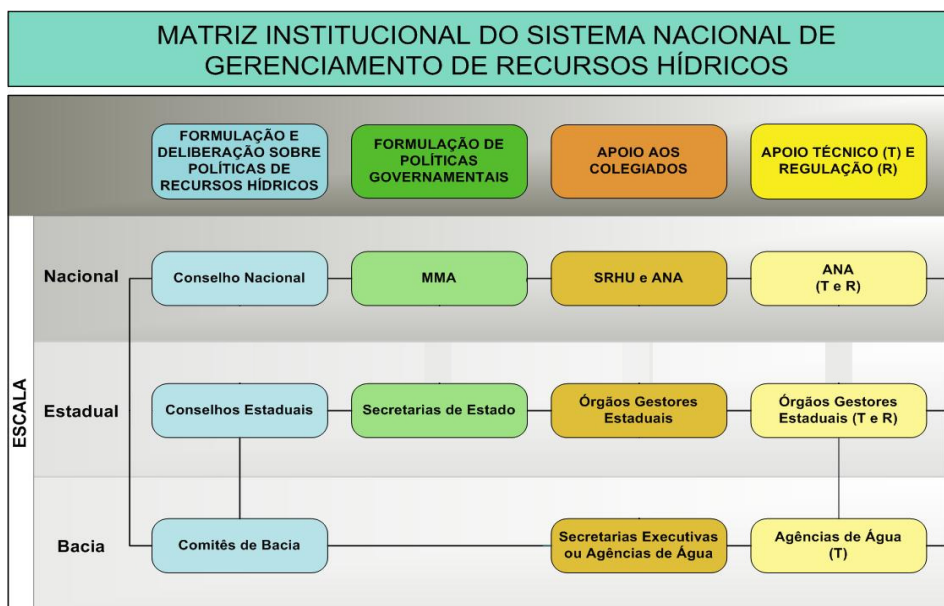 MATRIZ INSTITUCIONAL DO SISTEMA NACIONAL DE
GERENCIAMENTO DE RECURSOS HÍDRICOS
FORMULAÇÃO E
DELIBERAÇÃO SOBRE
POLÍTICAS DE
RECURSOS HÍDRICOS
FORMULAÇÃO DE
POLÍTICAS
GOVERNAMENTAIS
APOIO AOS
COLEGIADOS
APOIO TÉCNICO (T) E
REGULAÇÃO (R)
ESCALA
Nacional
Conselho Nacional
MMA
SRHU e ANA
ANA
(T e R)
Estadual
Conselhos Estaduais
Secretarias de Estado
Órgãos Gestores
Estaduais
Órgãos Gestores
Estaduais (T e R)
Bacia
Comitês de Bacia
Secretarias Executivas
ou Agências de Água
Agências de Água
(T)